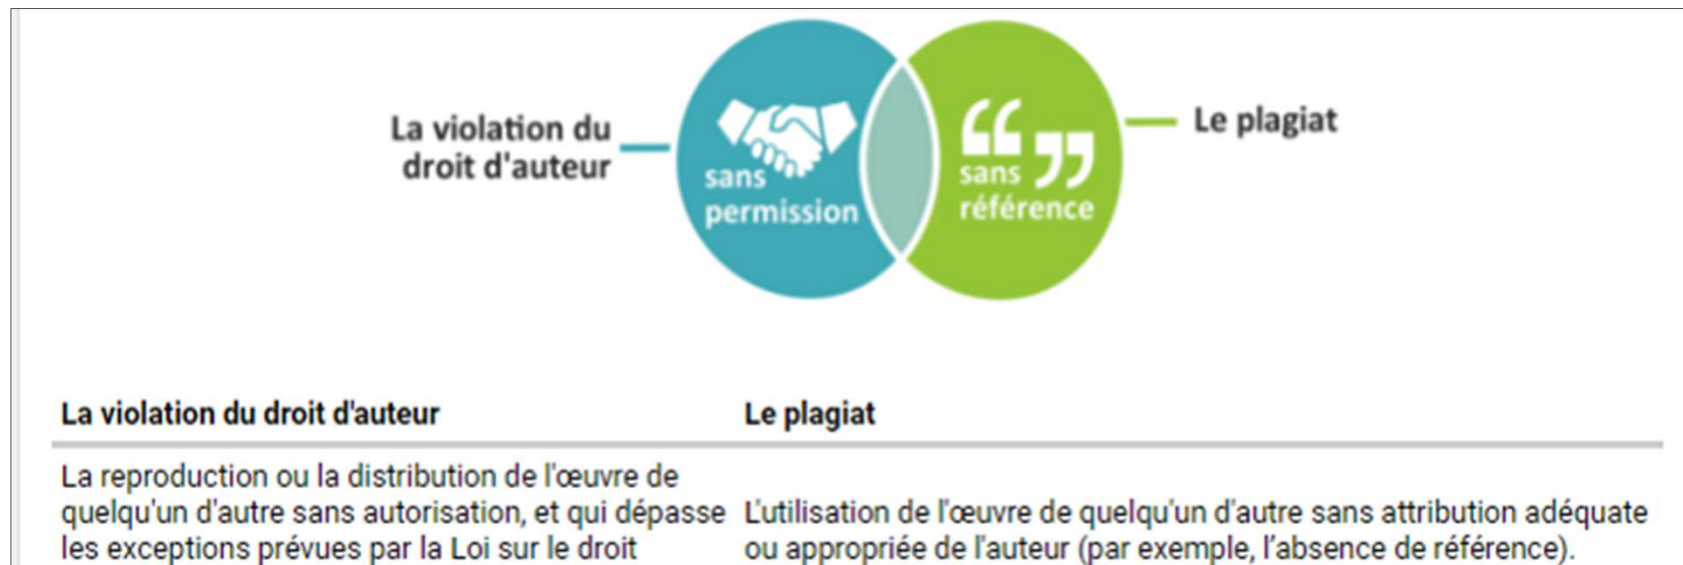 La violation du
droit d'auteur
sans
permission
sans
référence
Le plagiat
La violation du droit d'auteur
Le plagiat
La reproduction ou la distribution de l'œuvre de
quelqu'un d'autre sans autorisation, et qui dépasse
les exceptions prévues par la Loi sur le droit
L'utilisation de l'œuvre de quelqu'un d'autre sans attribution adéquate
ou appropriée de l'auteur (par exemple, l’absence de référence).